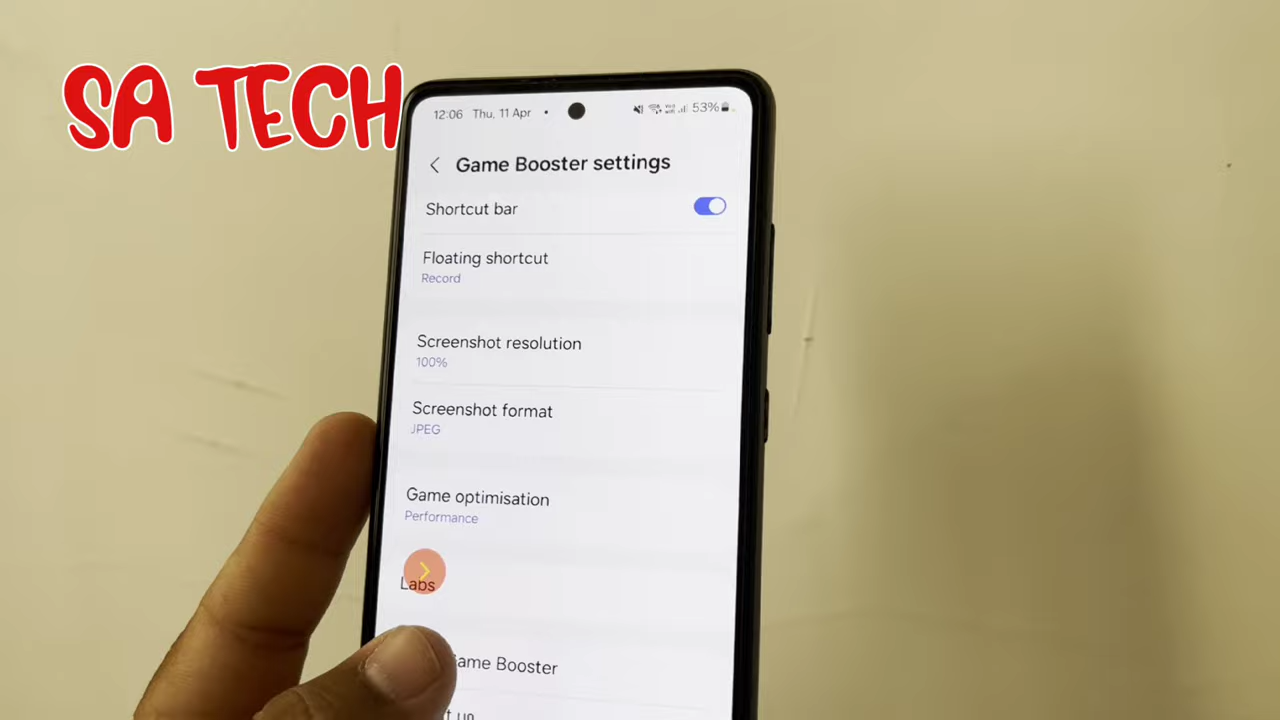 SA TECH
12:06 Thu, 11 Apr • 53%
Game Booster settings
Shortcut bar
Floating shortcut
Record
Screenshot resolution
100%
Screenshot format
JPEG
Game optimisation
Performance
Labs
Game Booster